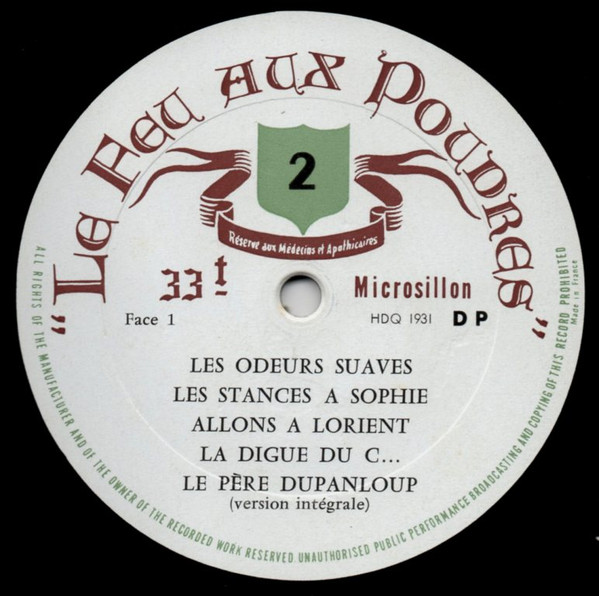 "LE FEU AUX POUDRES"
2
Réservé aux Médecins et Apothicaires
33t
Microsillon
Face 1
HDQ 1931 DP
LES ODEURS SUAVES
LES STANCES A SOPHIE
ALLONS A LORIENT
LA DIGUE DU C...
LE PÈRE DUPANLOUP
(version intégrale)
ALL RIGHTS OF THE MANUFACTURER AND OF THE OWNER OF THE RECORDED WORK RESERVED UNAUTHORISED PUBLIC PERFORMANCE BROADCASTING AND COPYING OF THIS RECORD PROHIBITED
Made in France